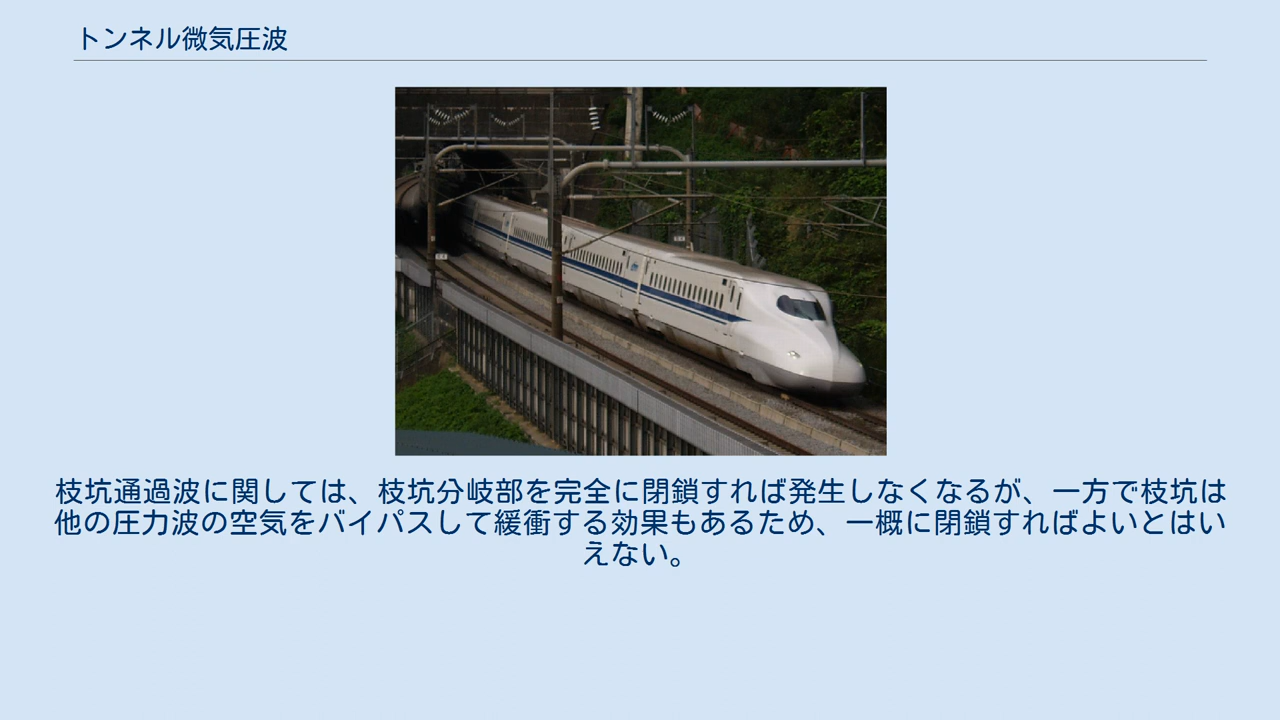 トンネル微気圧波
枝坑通過波に関しては、枝坑分岐部を完全に閉鎖すれば発生しなくなるが、一方で枝坑は
他の圧力波の空気をバイパスして緩衝する効果もあるため、一概に閉鎖すればよいとはい
えない。